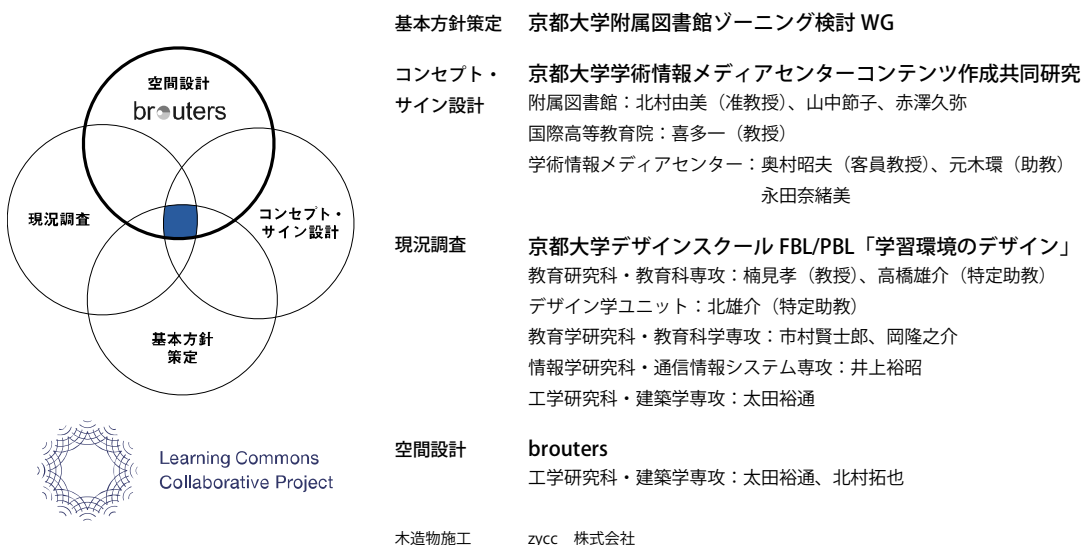 空間設計
brouters
現況調査
コンセプト・
サイン設計
基本方針
策定
Learning Commons
Collaborative Project
基本方針策定 京都大学附属図書館ゾーニング検討 WG
コンセプト・ 京都大学学術情報メディアセンターコンテンツ作成共同研究
サイン設計 附属図書館：北村由美（准教授）、山中節子、赤澤久弥
国際高等教育院：喜多一（教授）
学術情報メディアセンター：奥村昭夫（客員教授）、元木環（助教）
永田奈緒美
現況調査 京都大学デザインスクール FBL/PBL「学習環境のデザイン」
教育研究科・教育科専攻：楠見孝（教授）、高橋雄介（特定助教）
デザイン学ユニット：北雄介（特定助教）
教育学研究科・教育科学専攻：市村賢士郎、岡隆之介
情報学研究科・通信情報システム専攻：井上裕昭
工学研究科・建築学専攻：太田裕通
空間設計 brouters
工学研究科・建築学専攻：太田裕通、北村拓也
木造物施工 zycc 株式会社